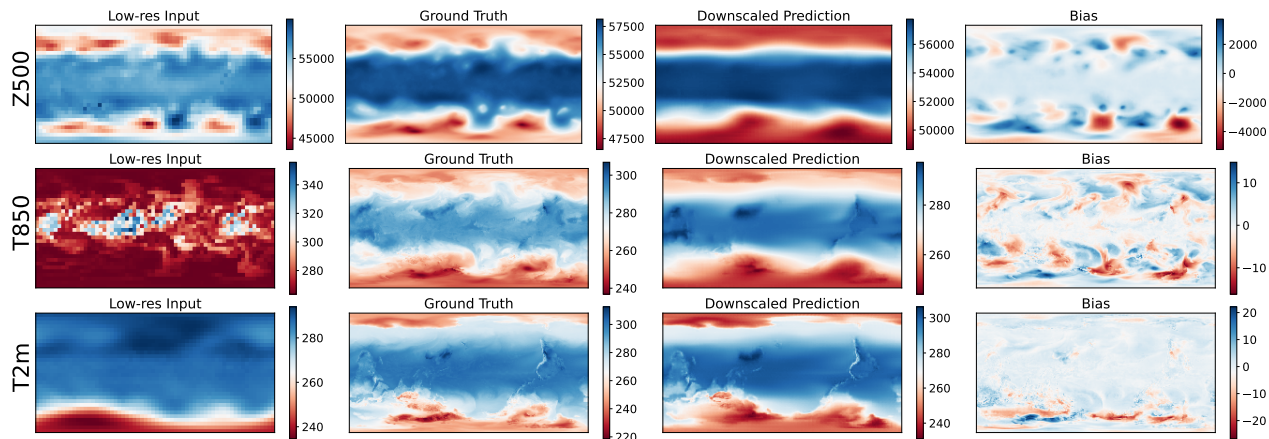 Low-res Input Ground Truth Downscaled Prediction Bias
Z500
55000 50000 45000
57500 55000 52500 50000 47500
56000 54000 52000 50000
2000 0 −2000 −4000
Low-res Input Ground Truth Downscaled Prediction Bias
T850
340 320 300 280
300 280 260 240
280 260
10 0 −10
Low-res Input Ground Truth Downscaled Prediction Bias
T2m
280 260 240
300 280 260 240 220
300 280 260 240
20 10 0 −10 −20